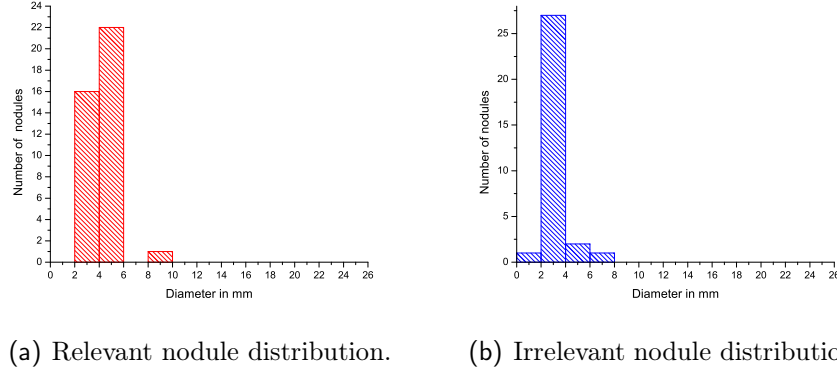 24
22
20
18
16
14
12
10
8
6
4
2
0
Number of nodules
0 2 4 6 8 10 12 14 16 18 20 22 24 26
Diameter in mm
25
20
15
10
5
Number of nodules
0 2 4 6 8 10 12 14 16 18 20 22 24 26
Diameter in mm
(a) Relevant nodule distribution.
(b) Irrelevant nodule distributio